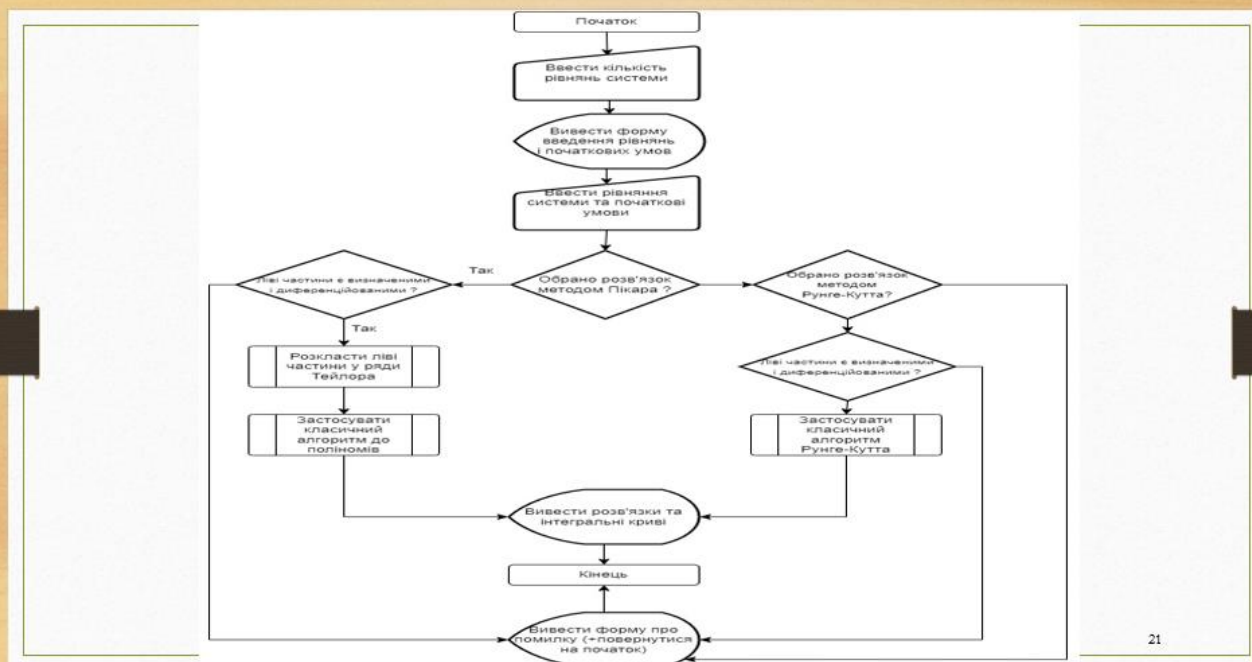 Початок
Ввести кількість
рівнянь системи
Вивести форму
введення рівнянь
і початкових умов
Ввести рівняння
системи та початкові
умови
Ліві частини є визначеними
і диференційованими ?
Так
Обрано розв'язок
методом Пікара ?
Обрано розв'язок
методом
Рунге-Кутта?
Так
Розкласти ліві
частини у ряди
Тейлора
Ліві частини є визначеними
і диференційованими ?
Застосувати
класичний
алгоритм до
поліномів
Застосувати
класичний
алгоритм
Рунге-Кутта
Вивести розв'язки та
інтегральні криві
Кінець
Вивести форму про
помилку (+повернутися
на початок)
21